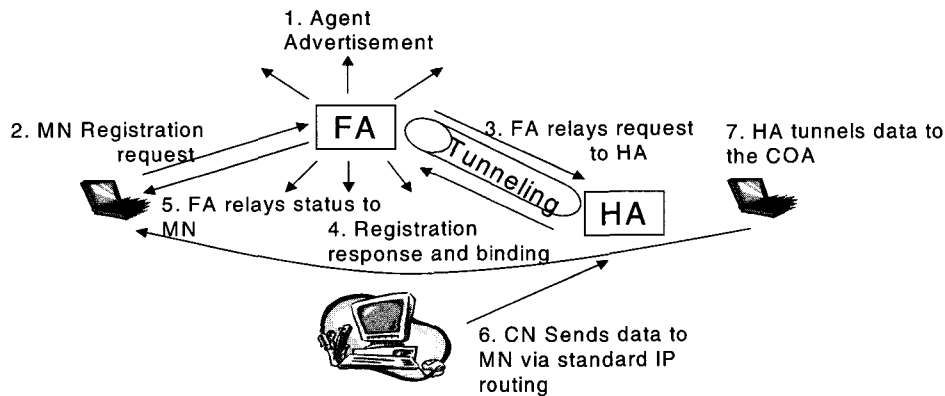 1. Agent
Advertisement
2. MN Registration
request
FA
3. FA relays request
to HA
7. HA tunnels data to
the COA
Tunneling
HA
5. FA relays status to
MN
4. Registration
response and binding
6. CN Sends data to
MN via standard IP
routing